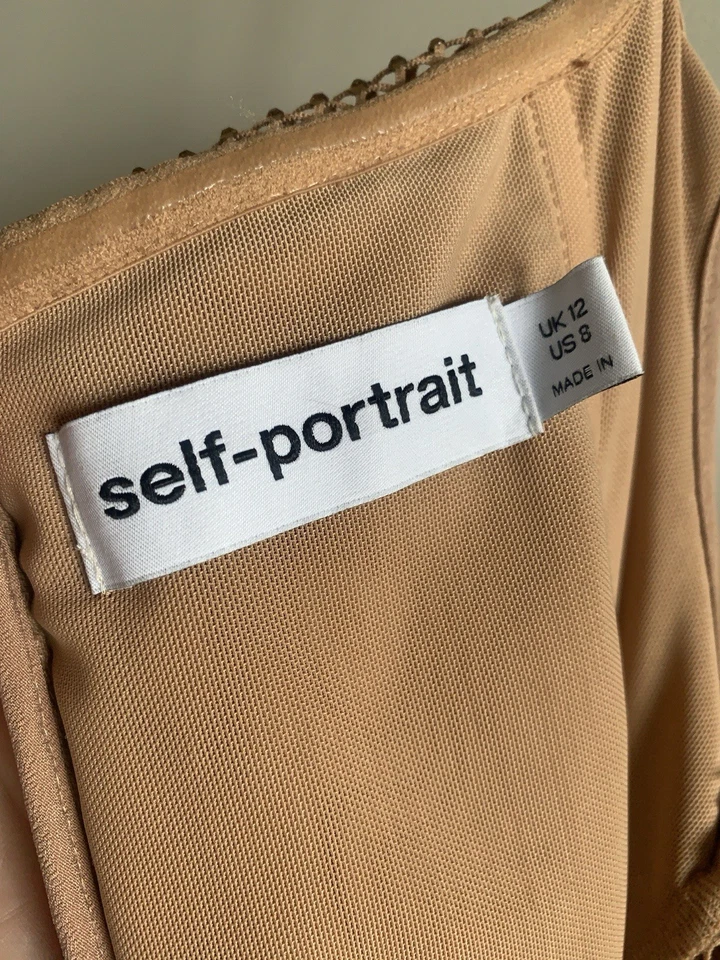 self-portrait
UK 12
US 8
MADE IN